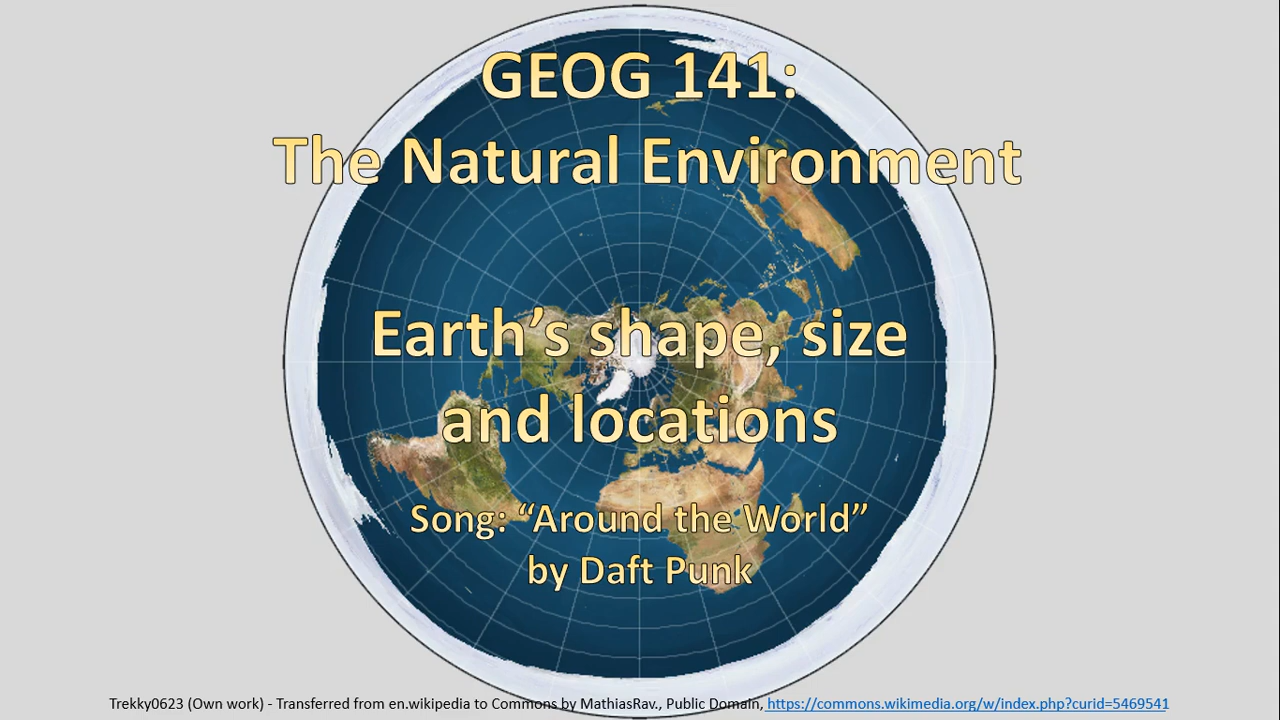 GEOG 141:
The Natural Environment
Earth’s shape, size
and locations
Song: “Around the World”
by Daft Punk
Trekky0623 (Own work) - Transferred from en.wikipedia to Commons by MathiasRav., Public Domain, https://commons.wikimedia.org/w/index.php?curid=5469541